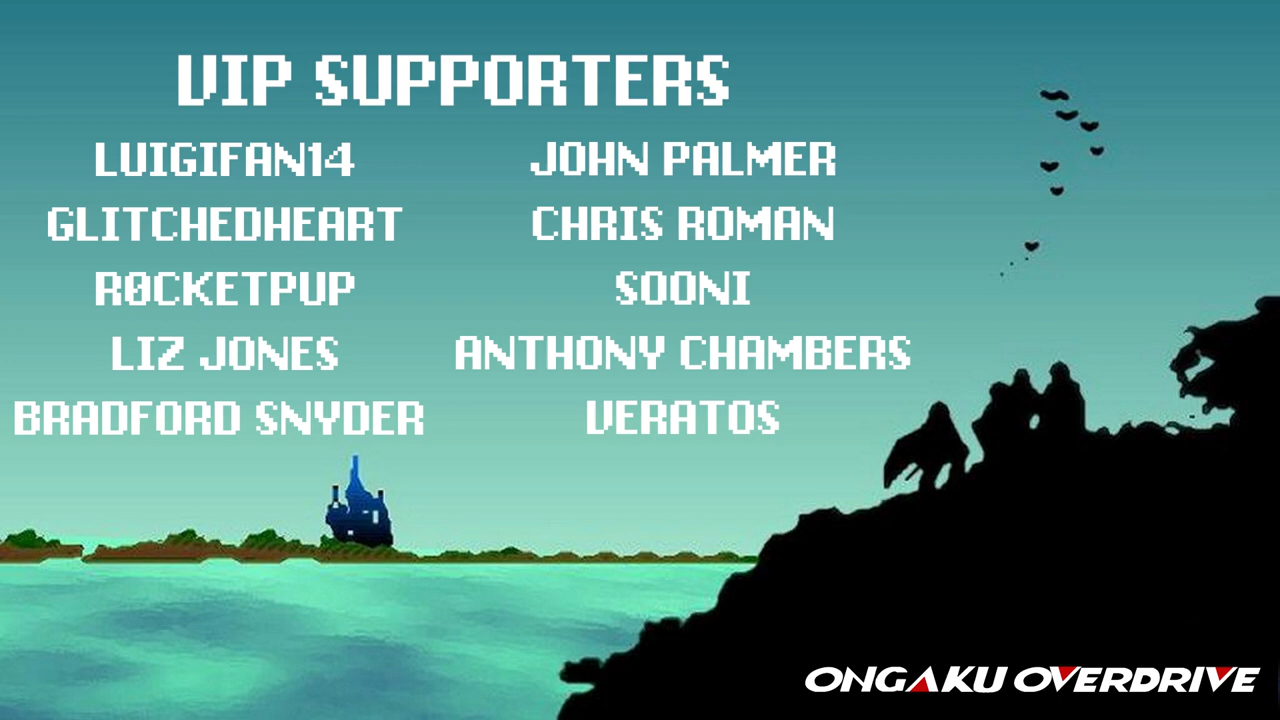 VIP SUPPORTERS
LUIGIFAN14
JOHN PALMER
GLITCHEDHEART
CHRIS ROMAN
R0CKETPUP
SOONI
LIZ JONES
ANTHONY CHAMBERS
BRADFORD SNYDER
VERATOS
ONGAKU OVERDRIVE